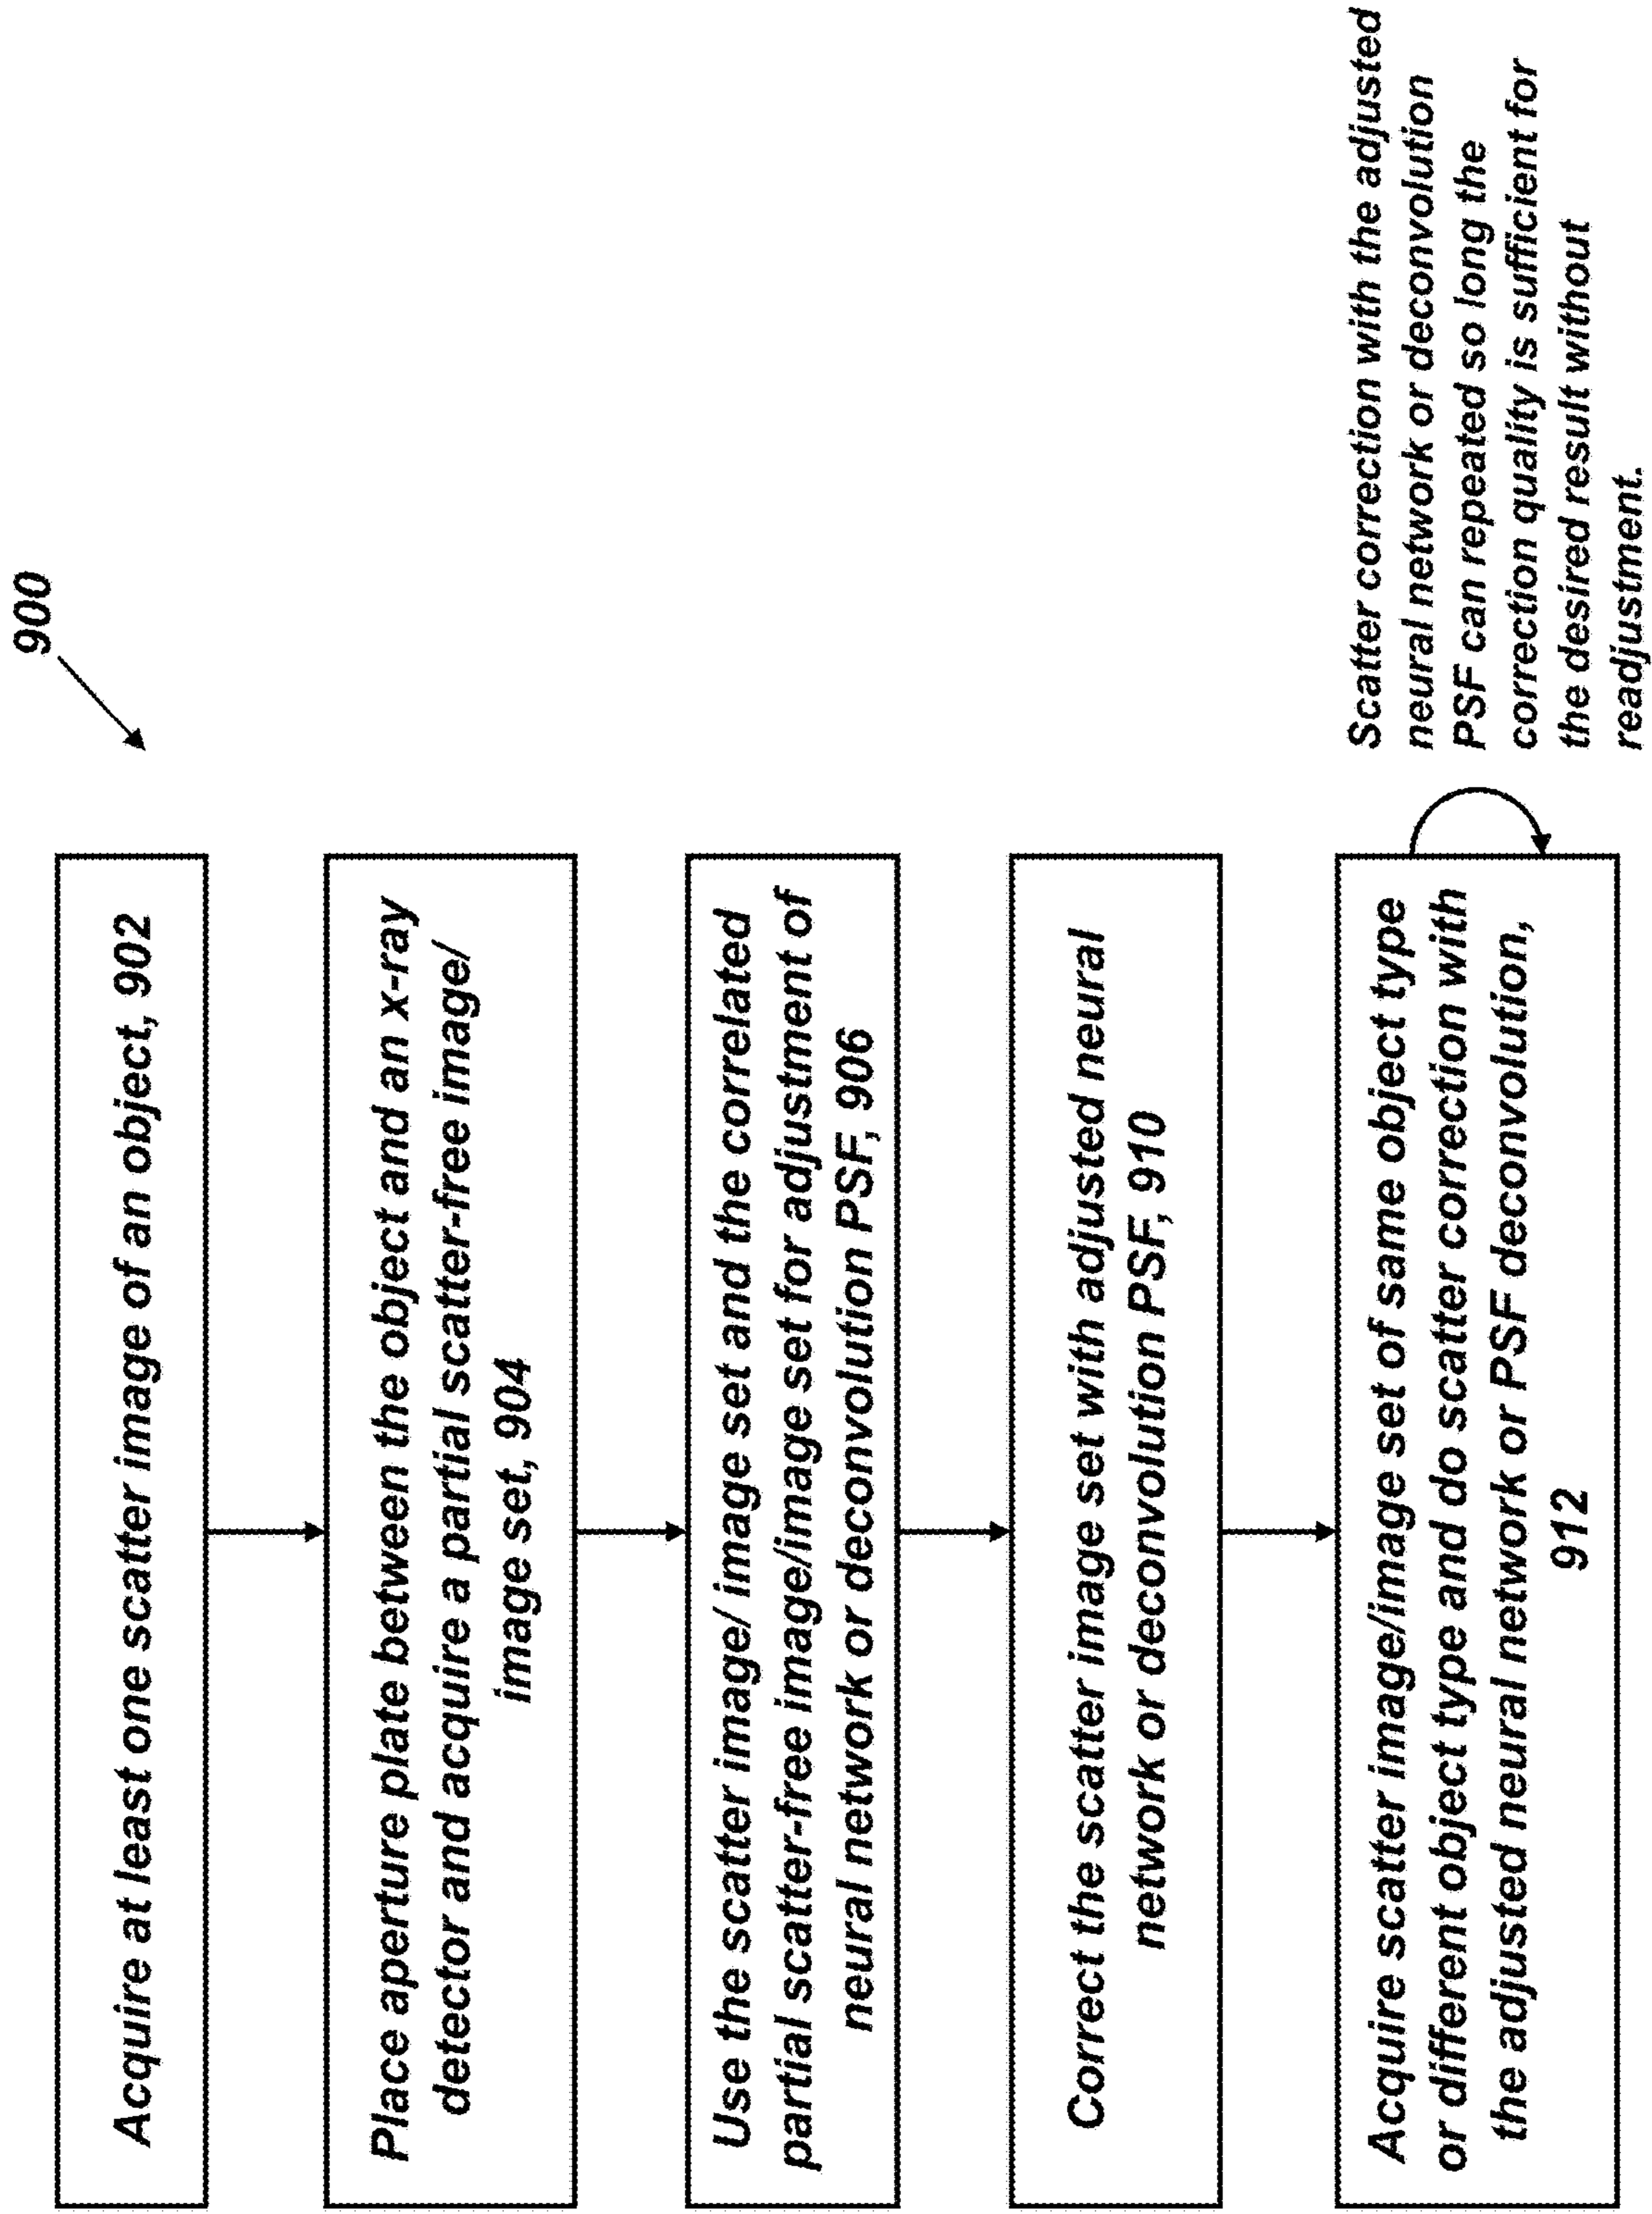 900
Acquire at least one scatter image of an object, 902
Place aperture plate between the object and an x-ray
detector and acquire a partial scatter-free image/
image set, 904
Use the scatter image/ image set and the correlated
partial scatter-free image/image set for adjustment of
neural network or deconvolution PSF, 906
Correct the scatter image set with adjusted neural
network or deconvolution PSF, 910
Acquire scatter image/image set of same object type
or different object type and do scatter correction with
the adjusted neural network or PSF deconvolution,
912
Scatter correction with the adjusted
neural network or deconvolution
PSF can repeated so long the
correction quality is sufficient for
the desired result without
readjustment.